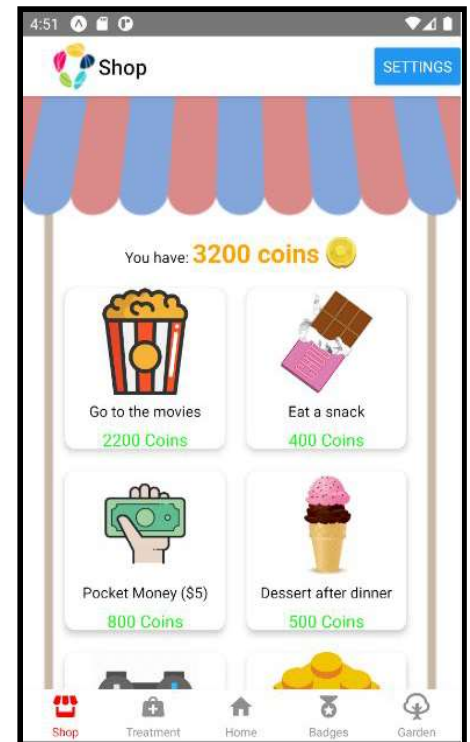 4:51
Shop
SETTINGS
You have: 3200 coins
Go to the movies
2200 Coins
Eat a snack
400 Coins
Pocket Money ($5)
800 Coins
Dessert after dinner
500 Coins
Shop
Treatment
Home
Badges
Garden